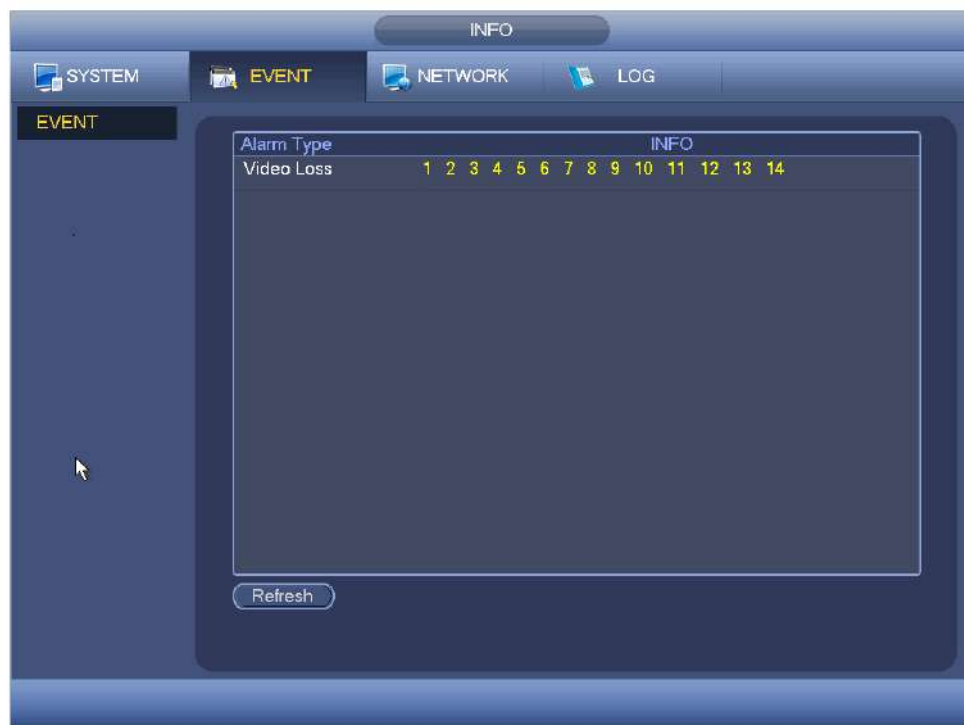 INFO
SYSTEM EVENT NETWORK LOG
EVENT
Alarm Type INFO
Video Loss 1 2 3 4 5 6 7 8 9 10 11 12 13 14
Refresh